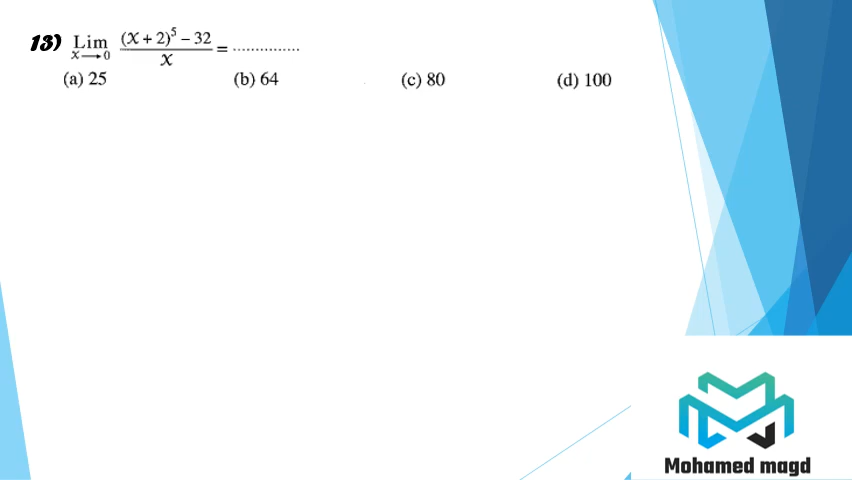 13) Lim x→0 (x + 2)⁵ – 32 / x = ...............
(a) 25 (b) 64 (c) 80 (d) 100
Mohamed magd